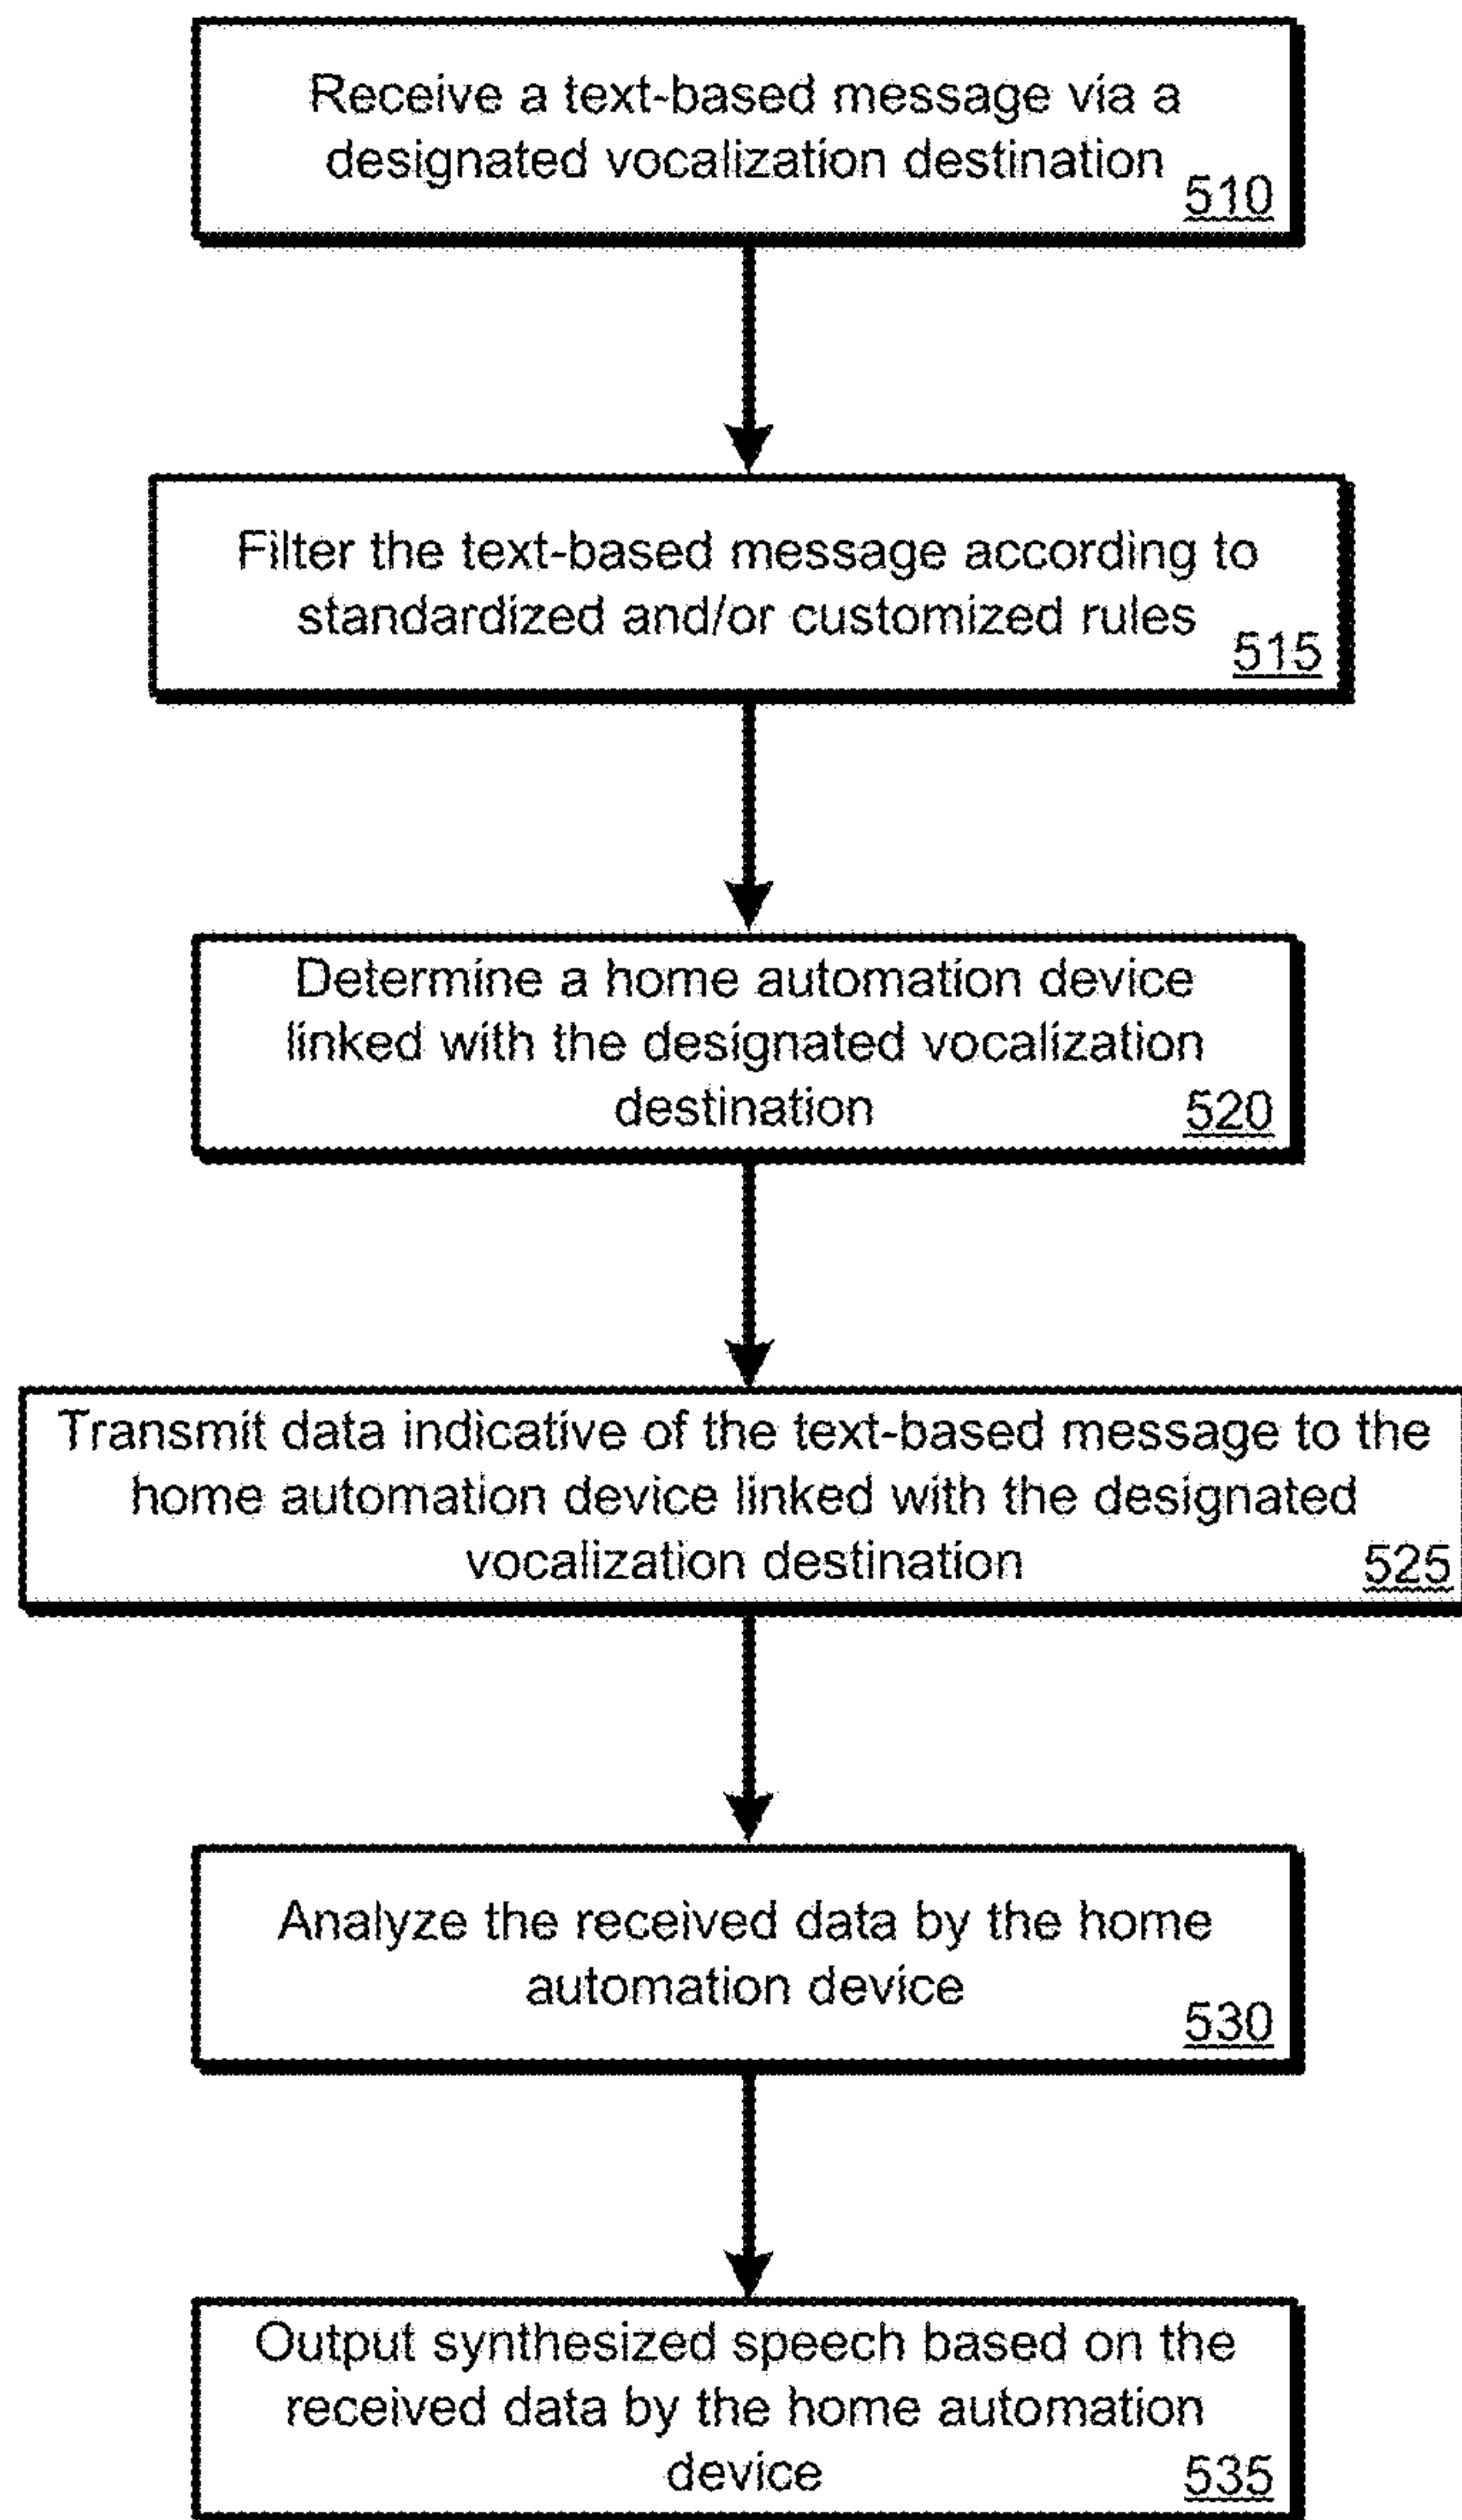 Receive a text-based message via a
designated vocalization destination
510
Filter the text-based message according to
standardized and/or customized rules
515
Determine a home automation device
linked with the designated vocalization
destination
520
Transmit data indicative of the text-based message to the
home automation device linked with the designated
vocalization destination
525
Analyze the received data by the home
automation device
530
Output synthesized speech based on the
received data by the home automation
device
535